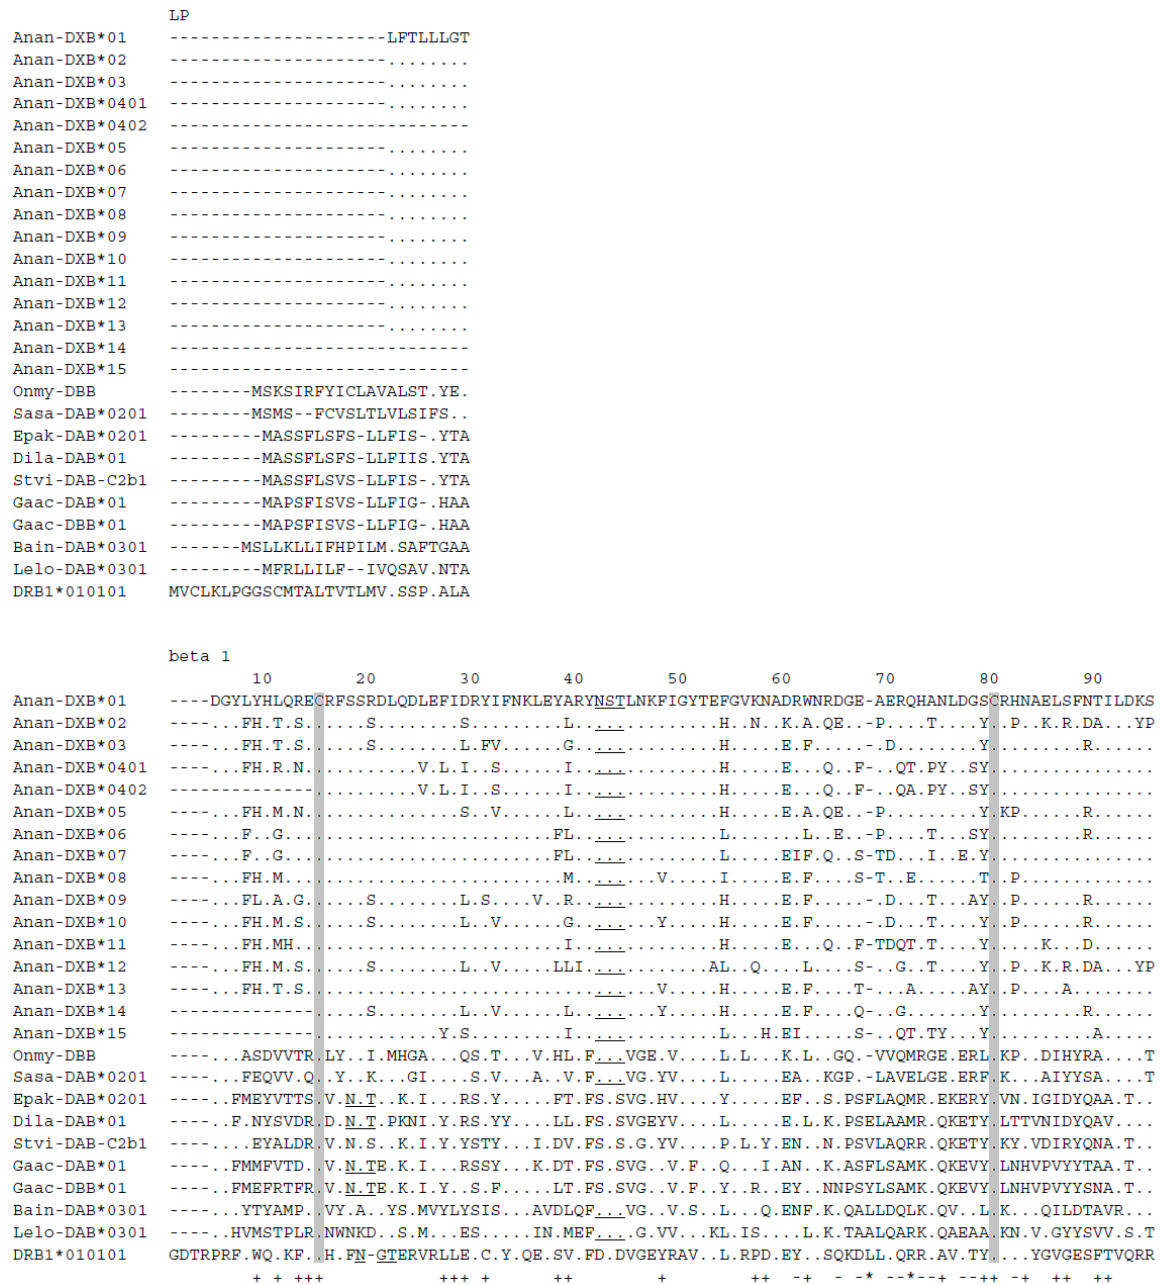 LP
Anan-DXB*01 ---------------------LFTLLLGT
Anan-DXB*02 ---------------------........
Anan-DXB*03 ---------------------........
Anan-DXB*0401 ---------------------........
Anan-DXB*0402 -----------------------------
Anan-DXB*05 ---------------------........
Anan-DXB*06 ---------------------........
Anan-DXB*07 ---------------------........
Anan-DXB*08 ---------------------........
Anan-DXB*09 ---------------------........
Anan-DXB*10 ---------------------........
Anan-DXB*11 ---------------------........
Anan-DXB*12 ---------------------........
Anan-DXB*13 ---------------------........
Anan-DXB*14 -----------------------------
Anan-DXB*15 -----------------------------
Onmy-DBB --------MSKSIRFYICLAVALST.YE.
Sasa-DAB*0201 --------MSMS--FCVSLTLVLSIFS..
Epak-DAB*0201 ---------MASSFLSFS-LLFIS-.YTA
Dila-DAB*01 ---------MASSFLSFS-LLFIIS.YTA
Stvi-DAB-C2b1 ---------MASSFLSVS-LLFIS-.YTA
Gaac-DAB*01 ---------MAPSFISVS-LLFIG-.HAA
Gaac-DBB*01 ---------MAPSFISVS-LLFIG-.HAA
Bain-DAB*0301 -------MSLLKLLIFHPILM.SAFTGAA
Lelo-DAB*0301 ---------MFRLLILF--IVQSAV.NTA
DRB1*010101 MVCLKLPGGSCMTALTVTLMV.SSP.ALA
beta 1
10 20 30 40 50 60 70 80 90
Anan-DXB*01 ----DGYLYHLQRECRFSSRDLQDLEFIDRYIFNKLEYARYNSTLNKFIGYTEFGVKNADRWNRDGE-AERQHANLDGSCRHNAELSFNTILDKS
Anan-DXB*02 ----...FH.T.S.....S........S.........L..............H..N..K.A.QE..-P....T....Y..P..K.R.DA...YP
Anan-DXB*03 ----...FH.T.S.....S........L.FV......G..............H.....E.F.....-.D........Y.........R......
Anan-DXB*0401 ----...FH.R.N..........V.L.I..S......I..............H.....E...Q..F-..QT.PY..SY................
Anan-DXB*0402 --------------.........V.L.I..S......I..............H.....E...Q..F-..QA.PY..SY................
Anan-DXB*05 ----...FH.M.N..............S..V......L..............H.....E.A.QE..-P.........Y.KP......R......
Anan-DXB*06 ----...F..G..........................FL.............L.......L..E..-P....T...SY.........R......
Anan-DXB*07 ----...F..G..........................FL.............L.....EIF.Q..S-TD...I..E.Y................
Anan-DXB*08 ----...FH.M..........................M........V.....I.....E.F....S-T..E......T..P.............
Anan-DXB*09 ----...FL.A.G.....S........L.S....V..R..............H.....E.F.....-.D...T...AY..P......R......
Anan-DXB*10 ----...FH.M.S.....S........L..V......G........Y.....H.....E.F.....-.D...T....Y..P......R......
Anan-DXB*11 ----...FH.MH.........................I..............H.....E...Q..F-TDQT.T....Y.....K...D......
Anan-DXB*12 ----...FH.M.S.....S........L..V.....LLI............AL..Q....L....S-..G..T....Y..P..K.R.DA...YP
Anan-DXB*13 ----...FH.T.S..................................V.....H.....E.F....T-...A.....AY..P....A........
Anan-DXB*14 --------------.....S........L..V......L..............H.....E.F....Q-..G.......Y.........R......
Anan-DXB*15 --------------...........Y.S.........I..............L...H.EI.....S-..QT.TY...Y..........A.....
Onmy-DBB ----...ASDVVTR.LY..I.MHGA...QS.T...V.HL.F...VGE.V....L.L...K.L..GQ.-VVQMRGE.ERL.KP..DIHYRA....T
Sasa-DAB*0201 ----...FEQVV.Q.Y..K...GI....S.V...A..V.F...VG.YV....L......EA..KGP.-LAVELGE.ERF.K...AIYYSA....T
Epak-DAB*0201 ----...FMEYVTTS.V.N.T..K.I...RS.Y.....FT.FS.SVG.HV....Y......EF..S.PSFLAQMR.EKERY.VN.IGIDYQAA.T..
Dila-DAB*01 ----...F.NYSVDR.D.N.T.PKNI.Y.RS.YY....LL.FS.SVGEYV....L......E.L.K.PSELAAMR.QKETY.LTTVNIDYQAV....
Stvi-DAB-C2b1 ----....EYALDR.V.N.S..K.I.Y.YSTY...I.DV.FS.S.G.YV....P.L.Y.EN..N.PSVLAQRR.QKETY.KY.VDIRYQNA.T..
Gaac-DAB*01 ----...FMMFVTD..V.N.TE.K.I...RSSY...K.DT.FS.SVG..V.F..Q...I.AN..K.ASFLSAMK.QKEVY.LNHVPVYYTAA.T..
Gaac-DBB*01 ----...FMEFRTFR.V.N.TE.K.I.Y..S.F.....LT.FS.SVG..V.F..Y..R..EY..NNPSYLSAMK.QKEVY.LNHVPVYYSNA.T..
Bain-DAB*0301 ----...YTYAMP..VY.A..YS.MVYLYSIS...AVDLQF...VG..V.S..L..Q.ENF.K.QALLDQLK.QV..L.K...QILDTAVR...
Lelo-DAB*0301 ----...HVMSTPLR.NWNKD..S.M...ES.....IN.MEF...G.VV...KL.IS....L.K.TAALQARK.QAEAA.KN.V.GYYSVV.S.T
DRB1*010101 GDTRPRF.WQ.KF..H.FN-GTERVRLLE.C.Y.QE.SV.FD.DVGEYRAV...L.RPD.EY..SQKDLL.QRR.AV.TY....YGVGESFTVQRR
+ + +++ +++ + ++ + ++ -+ - -* --*--+ --++ -+ ++ ++